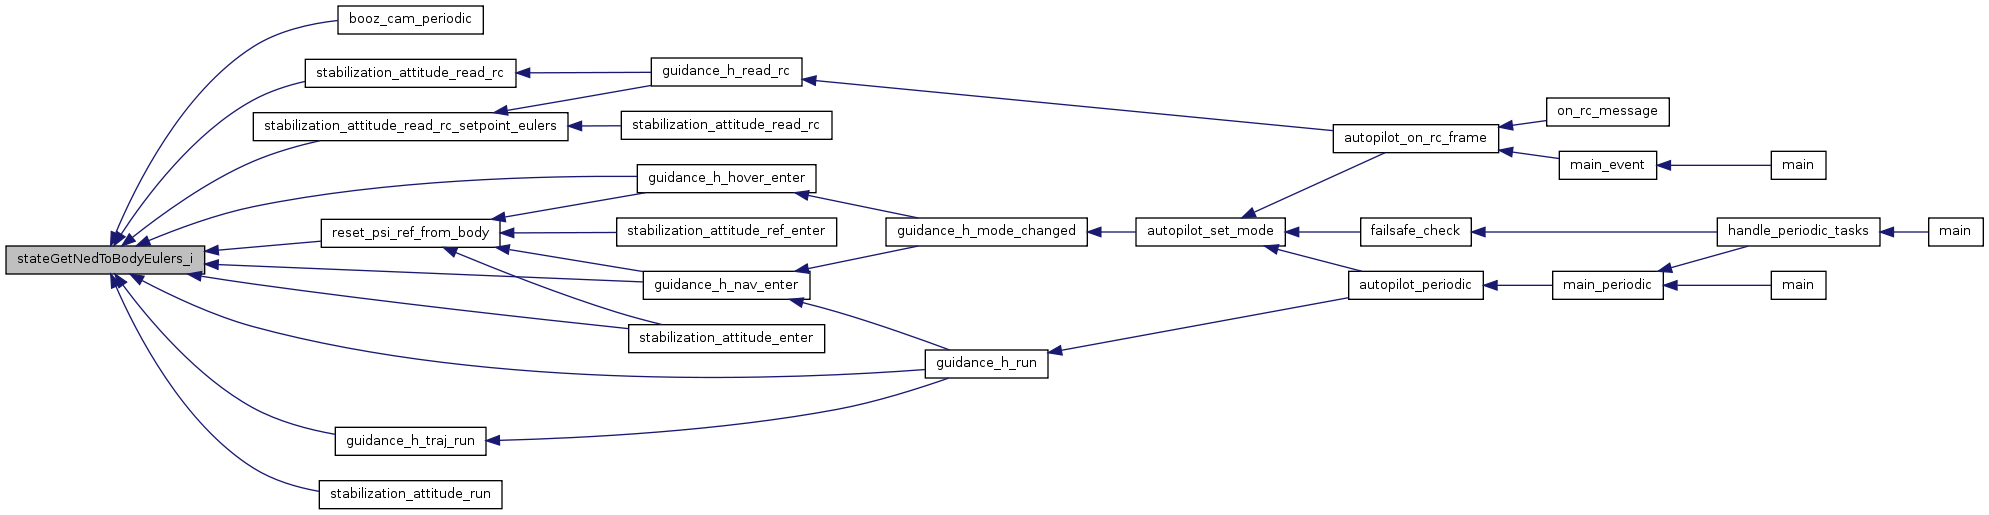 booz_cam_periodic
stabilization_attitude_read_rc
guidance_h_read_rc
stabilization_attitude_read_rc_setpoint_eulers
stabilization_attitude_read_rc
on_rc_message
autopilot_on_rc_frame
main_event
main
guidance_h_hover_enter
reset_psi_ref_from_body
stabilization_attitude_ref_enter
guidance_h_mode_changed
autopilot_set_mode
failsafe_check
handle_periodic_tasks
main
stateGetNedToBodyEulers_i
guidance_h_nav_enter
autopilot_periodic
main_periodic
main
stabilization_attitude_enter
guidance_h_run
guidance_h_traj_run
stabilization_attitude_run